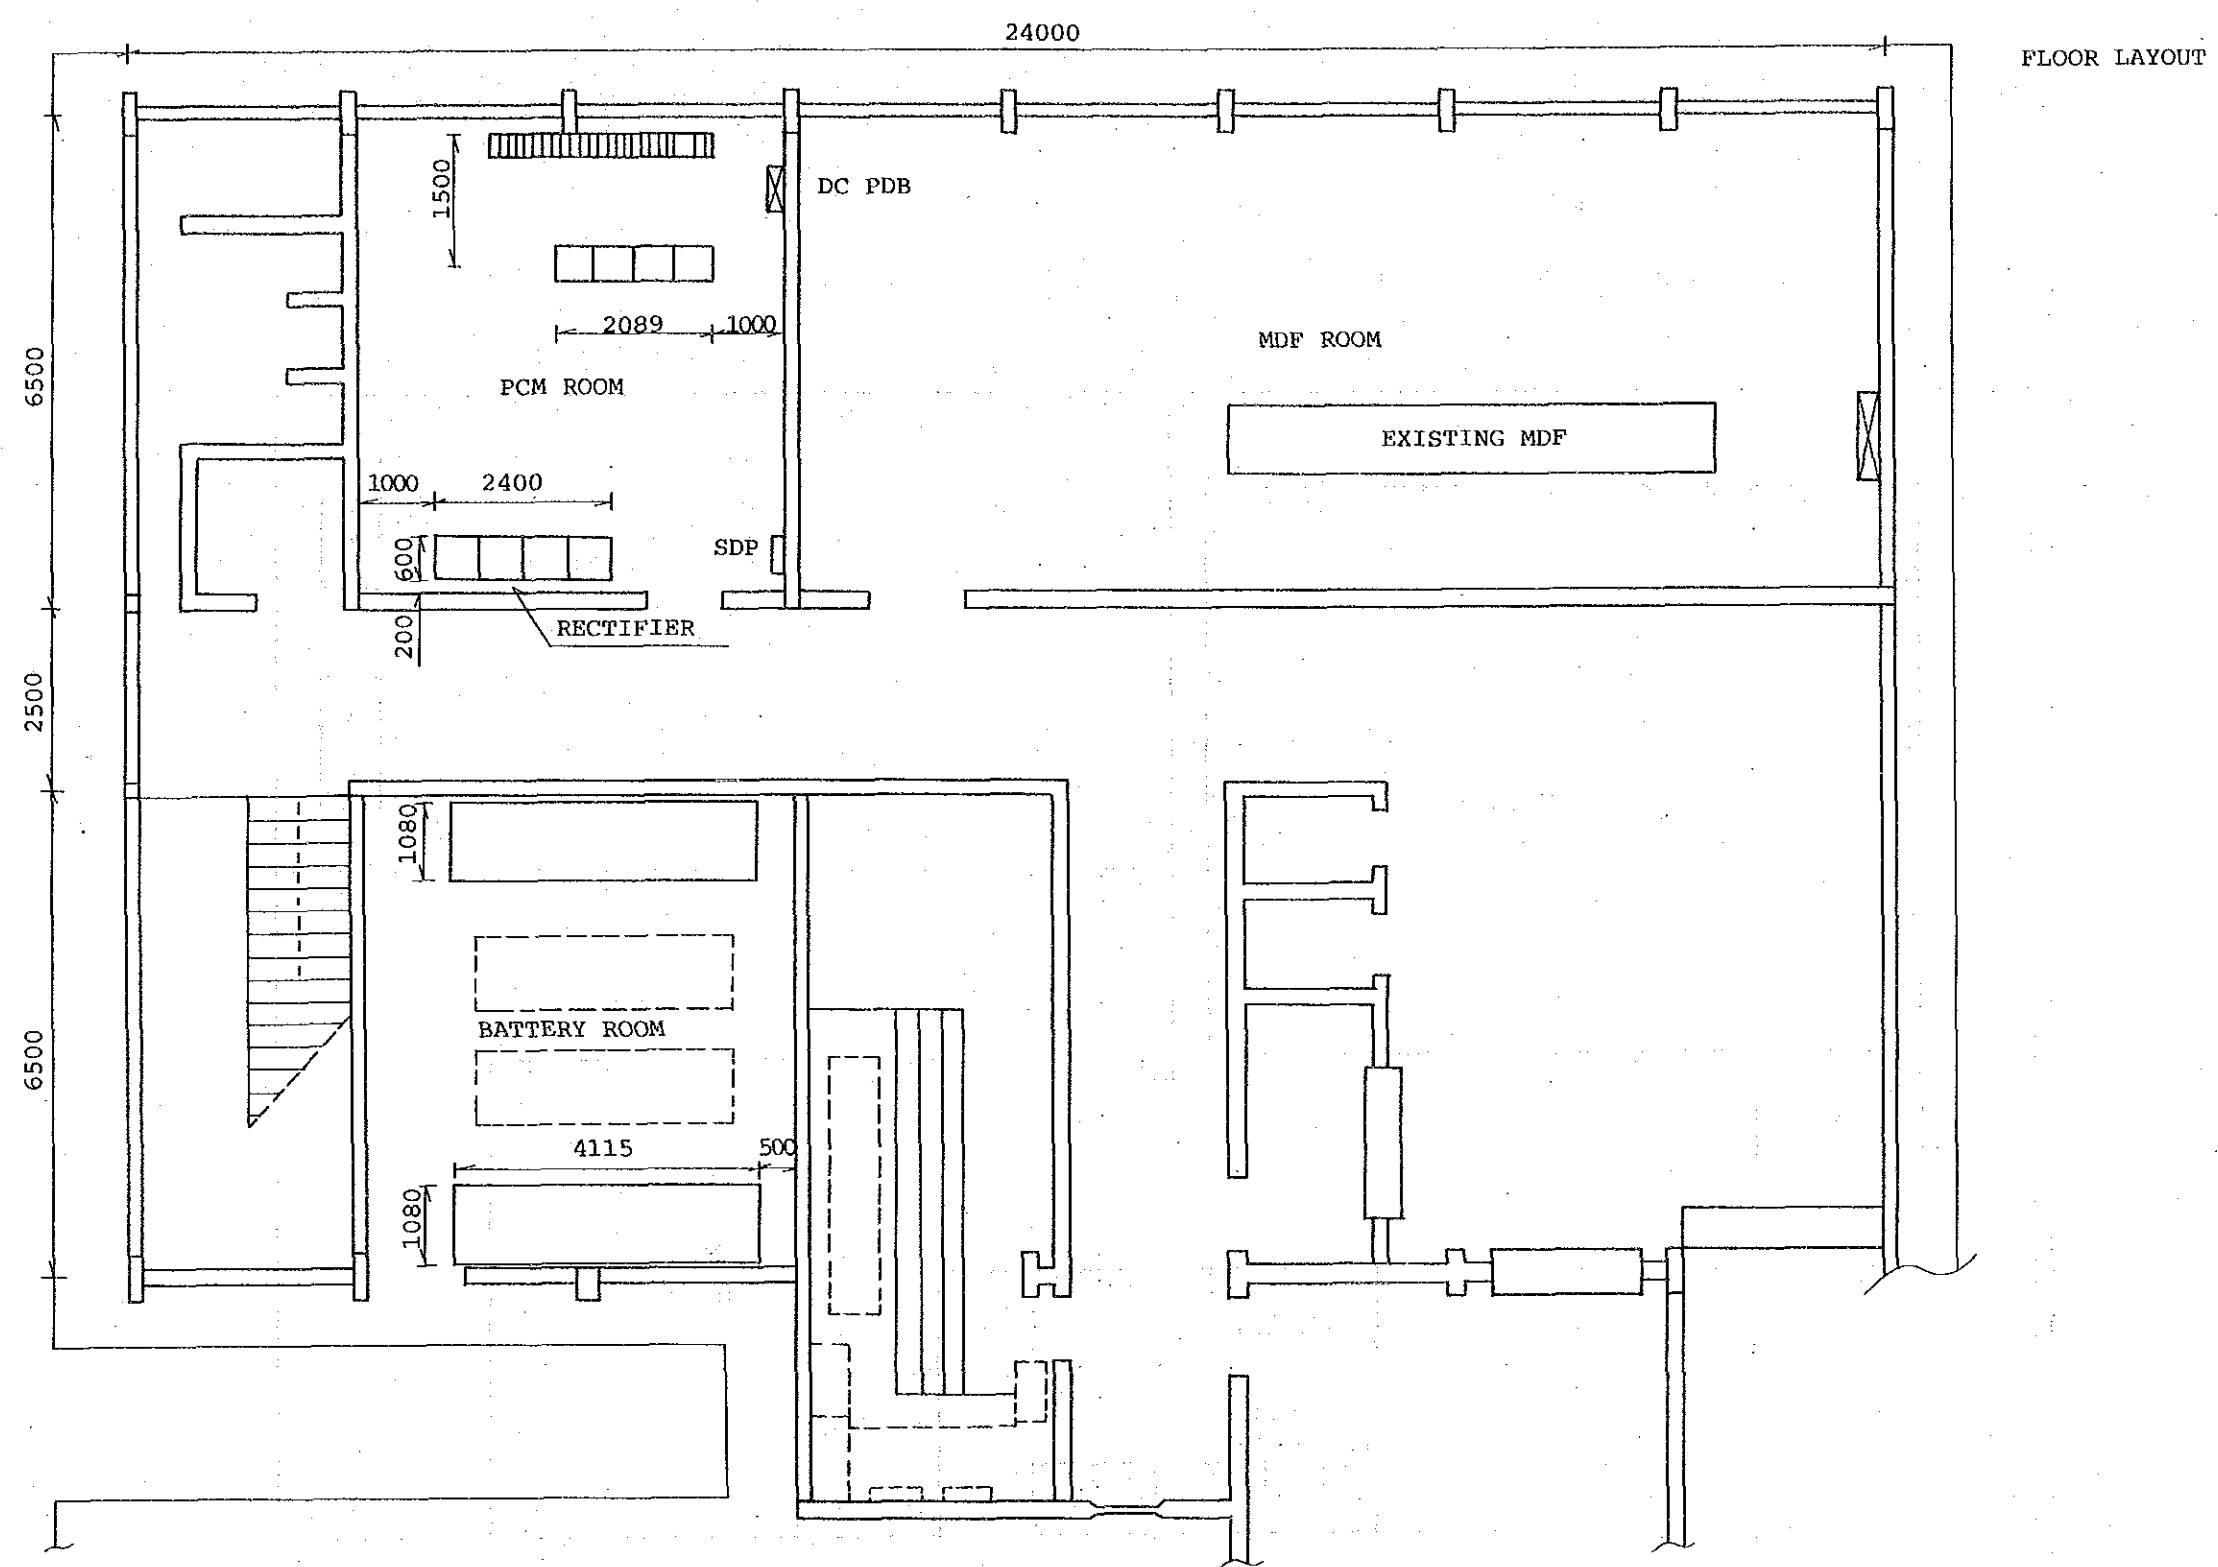 24000
FLOOR LAYOUT
1500
DC PDB
2089
1000
MDF ROOM
6500
PCM ROOM
EXISTING MDF
1000
2400
600
SDP
200
RECTIFIER
2500
1080
BATTERY ROOM
6500
4115
500
1080